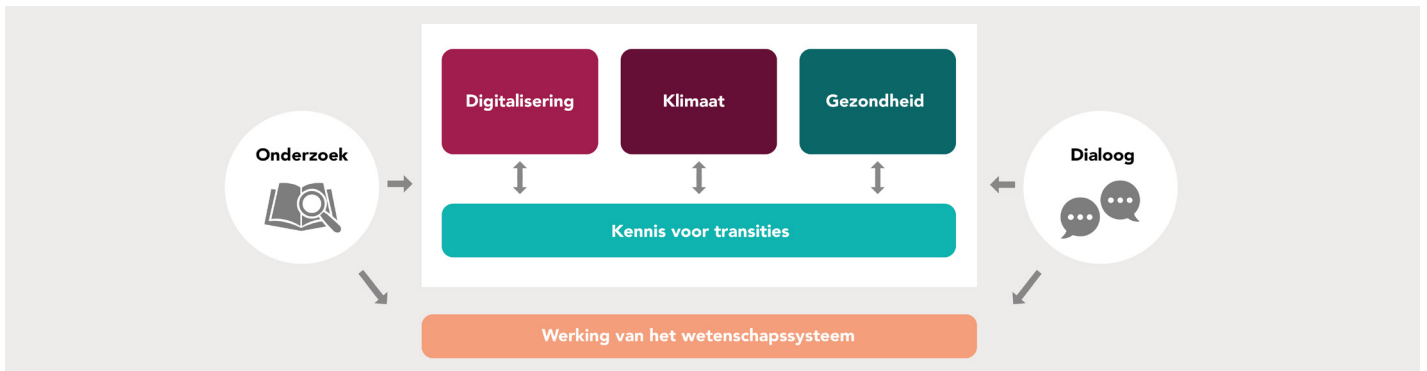 Digitalisering
Klimaat
Gezondheid
Onderzoek
Dialoog
Kennis voor transities
Werking van het wetenschapssysteem